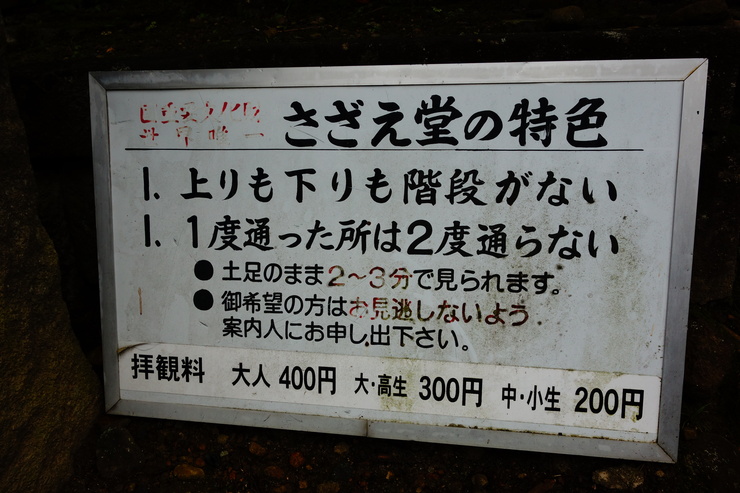 さざえ堂の特色
1. 上りも下りも階段がない
1. 1度通った所は2度通らない
●土足のまま2～3分で見られます。
●御希望の方はお見逃しないよう
案内人にお申し出下さい。
拝観料 大人 400円 大・高生 300円 中・小生 200円